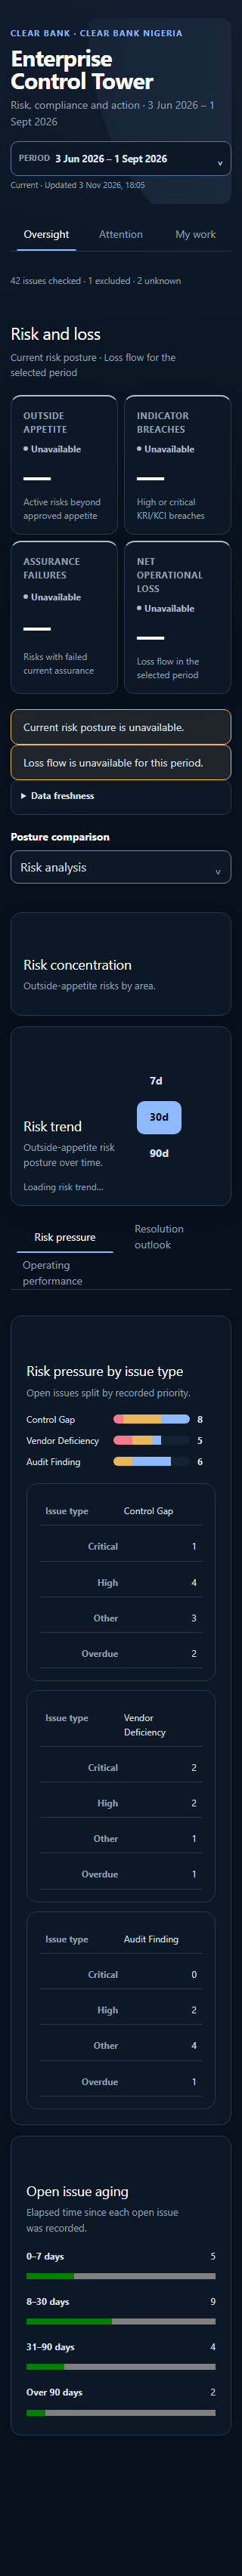 CLEAR BANK · CLEAR BANK NIGERIA
Enterprise
Control Tower
Risk, compliance and action · 3 Jun 2026 – 1
Sept 2026
PERIOD 3 Jun 2026 – 1 Sept 2026
Current · Updated 3 Nov 2026, 18:05
Oversight Attention My work
42 issues checked · 1 excluded · 2 unknown
Risk and loss
Current risk posture · Loss flow for the
selected period
OUTSIDE
APPETITE
Unavailable
—
Active risks beyond
approved appetite
INDICATOR
BREACHES
Unavailable
—
High or critical
KRI/KCI breaches
ASSURANCE
FAILURES
Unavailable
—
Risks with failed
current assurance
NET
OPERATIONAL
LOSS
Unavailable
—
Loss flow in the
selected period
Current risk posture is unavailable.
Loss flow is unavailable for this period.
Data freshness
Posture comparison
Risk analysis
Risk concentration
Outside-appetite risks by area.
Risk trend
Outside-appetite risk
posture over time.
7d
30d
90d
Loading risk trend...
Risk pressure
Resolution
outlook
Operating
performance
Risk pressure by issue type
Open issues split by recorded priority.
Control Gap 8
Vendor Deficiency 5
Audit Finding 6
Issue type Control Gap
Critical 1
High 4
Other 3
Overdue 2
Issue type Vendor
Deficiency
Critical 2
High 2
Other 1
Overdue 1
Issue type Audit Finding
Critical 0
High 2
Other 4
Overdue 1
Open issue aging
Elapsed time since each open issue
was recorded.
0–7 days 5
8–30 days 9
31–90 days 4
Over 90 days 2